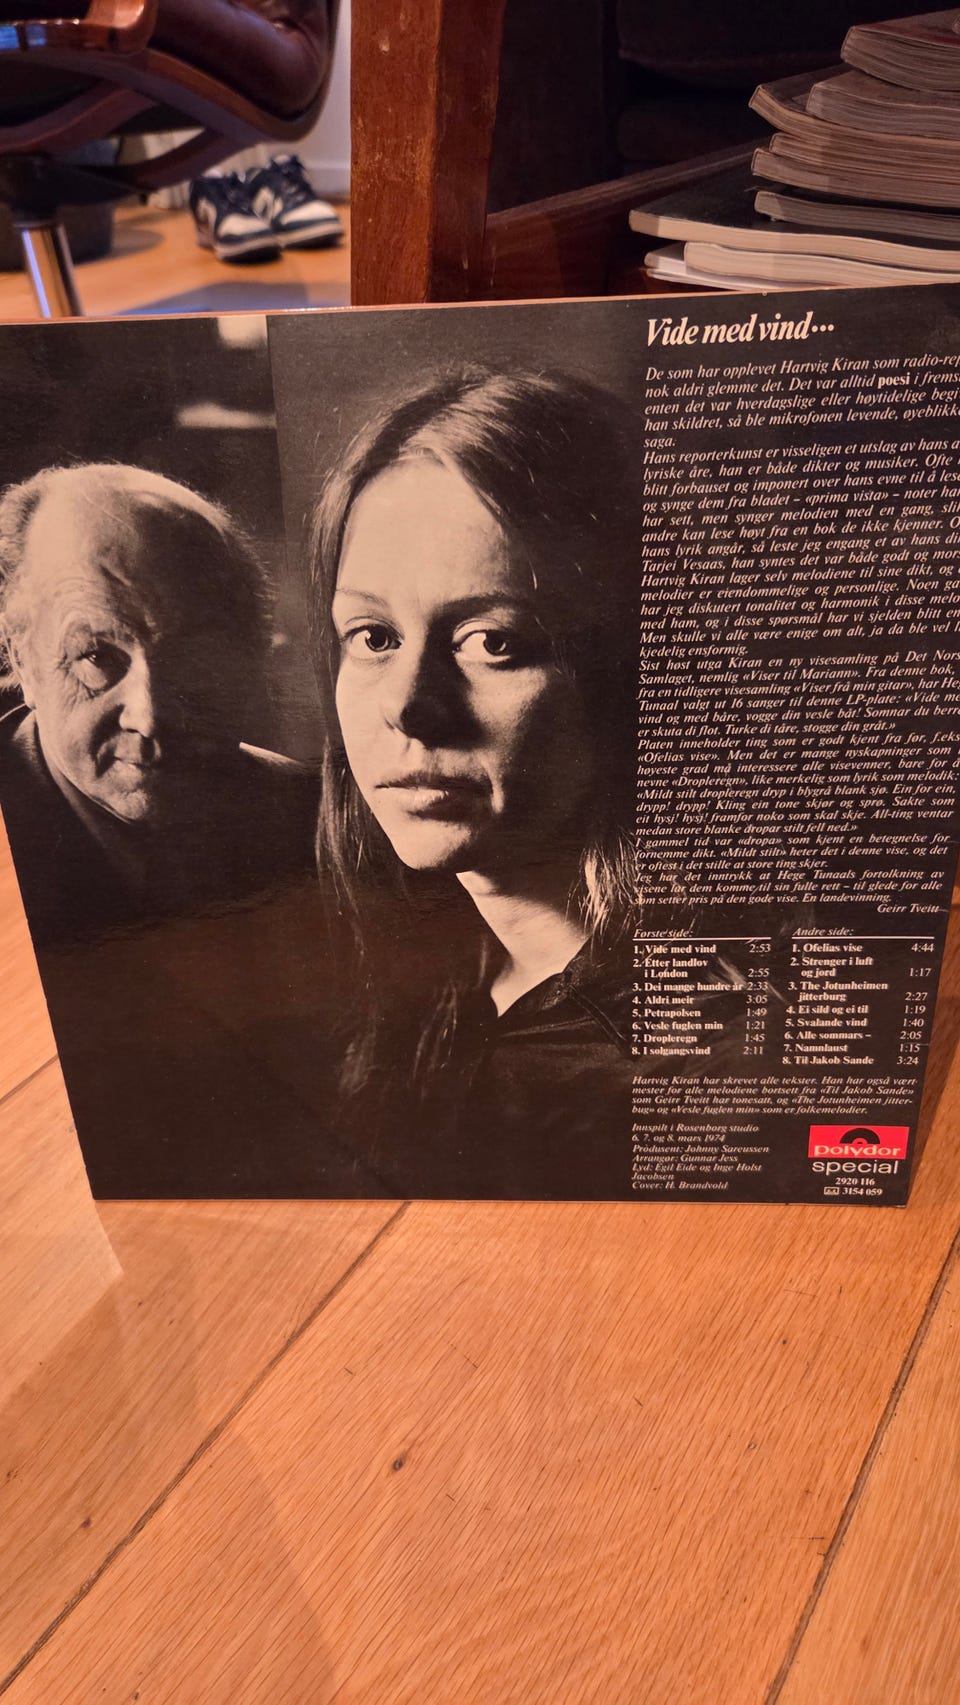 Vide med vind...
De som har opplevet Hartvig Kiran som radio-rep
nok aldri glemme det. Det var alltid poesi i fremst
enten det var hverdagslige eller høytidelige begi
han skildret, så ble mikrofonen levende, øyeblikke
saga.
Hans reporterkunst er visseligen et utslag av hans a
lyriske åre, han er både dikter og musiker. Ofte
blitt forbauset og imponert over hans evne til å lese
og synge dem fra bladet – «prima vista» – noter han
har sett, men synger melodien med en gang, slik
andre kan lese høyt fra en bok de ikke kjenner. O
hans lyrik angår, så leste jeg engang et av hans dik
Tarjei Vesaas, han syntes det var både godt og mors
Hartvig Kiran lager selv melodiene til sine dikt, og
melodier er eiendommelige og personlige. Noen ga
har jeg diskutert tonalitet og harmonik i disse melo
med ham, og i disse spørsmål har vi sjelden blitt en
Men skulle vi alle være enige om alt, ja da ble vel l
kjedelig ensformig.
Sist høst utga Kiran en ny visesamling på Det Nors
Samlaget, nemlig «Viser til Mariann». Fra denne bok,
fra en tidligere visesamling «Viser frå min gitar», har Heg
Tunaal valgt ut 16 sanger til denne LP-plate: «Vide me
vind og med båre, vogge din vesle båt! Somnar du berre
er skuta di flot. Turke di tåre, stogge din gråt.»
Platen inneholder ting som er godt kjent fra før, f.eks
«Ofelias vise». Men det er mange nyskapninger som i
høyeste grad må interessere alle visevenner, bare for å
nevne «Dropleregn», like merkelig som lyrik som melodik:
«Mildt stilt dropleregn dryp i blygrå blank sjø. Ein for ein,
drypp! drypp! Kling ein tone skjør og sprø. Sakte som
eit hysj! hysj! framfor noko som skal skje. All-ting ventar
medan store blanke dropar stilt fell ned.»
I gammel tid var «dropa» som kjent en betegnelse for
fornemme dikt. «Mildt stilt» heter det i denne vise, og det
er oftest i det stille at store ting skjer.
Jeg har det inntrykk at Hege Tunaals fortolkning av
visene lar dem komme til sin fulle rett – til glede for alle
som setter pris på den gode vise. En landevinning.
Geirr Tveitt
Første side:
1. Vide med vind 2:53
2. Etter landlov
i London 2:55
3. Dei mange hundre år 2:33
4. Aldri meir 3:05
5. Petrapolsen 1:49
6. Vesle fuglen min 1:21
7. Dropleregn 1:45
8. I solgangsvind 2:11
Andre side:
1. Ofelias vise 4:44
2. Strenger i luft
og jord 1:17
3. The Jotunheimen
jitterburg 2:27
4. Ei sild og ei til 1:19
5. Svalande vind 1:40
6. Alle sommars – 2:05
7. Namnlaust 1:15
8. Til Jakob Sande 3:24
Hartvig Kiran har skrevet alle tekster. Han har også vært
mester for alle melodiene bortsett fra «Til Jakob Sande»
som Geirr Tveitt har tonesatt, og «The Jotunheimen jitter-
bug» og «Vesle fuglen min» som er folkemelodier.
Innspilt i Rosenborg studio
6. 7. og 8. mars 1974
Produsent: Johnny Sareussen
Arrangør: Gunnar Jess
Lyd: Egil Eide og Inge Holst
Jacobsen
Cover: H. Brandvold
polydor
special
2920 116
3154 059